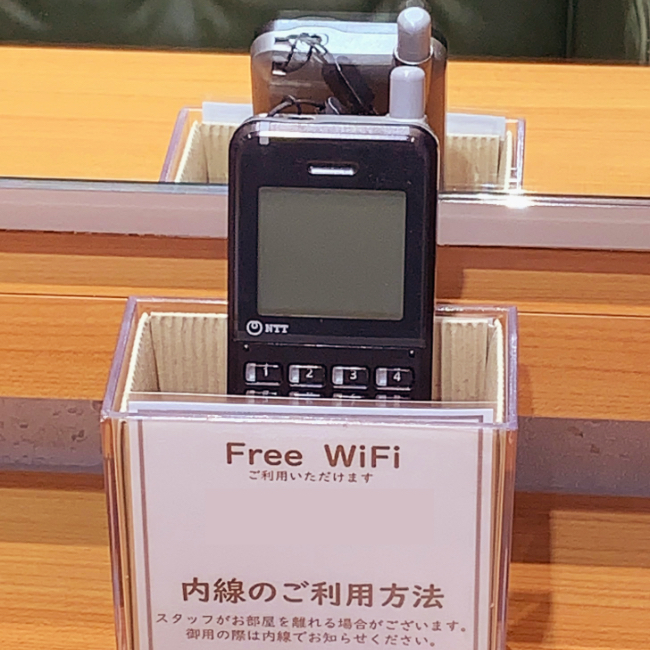 NTT
1 2 3 4
Free WiFi
ご利用いただけます
内線のご利用方法
スタッフがお部屋を離れる場合がございます。
御用の際は内線でお知らせください。